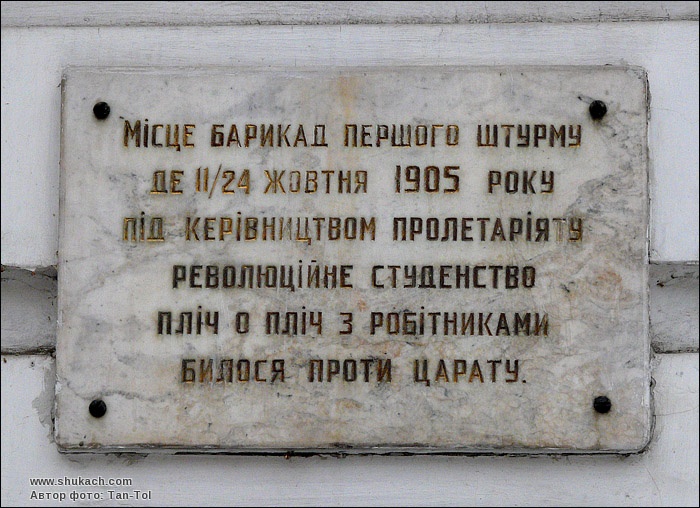 МІСЦЕ БАРИКАД ПЕРШОГО ШТУРМУ
ДЕ 11/24 ЖОВТНЯ 1905 РОКУ
ПІД КЕРІВНИЦТВОМ ПРОЛЕТАРІЯТУ
РЕВОЛЮЦІЙНЕ СТУДЕНСТВО
ПЛІЧ О ПЛІЧ З РОБІТНИКАМИ
БИЛОСЯ ПРОТИ ЦАРАТУ.
www.shukach.com
Автор фото: Tan-Tol